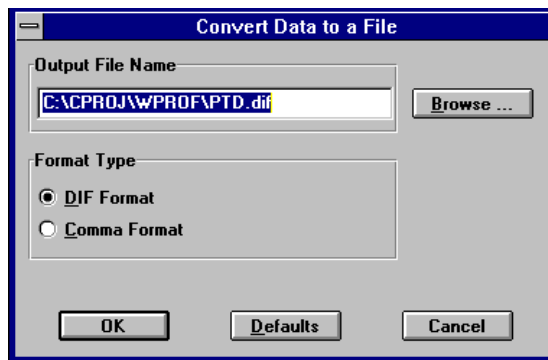 Convert Data to a File
Output File Name
C:\CPROJ\WPROF\PTD.dif
Browse ...
Format Type
DIF Format
Comma Format
OK
Defaults
Cancel